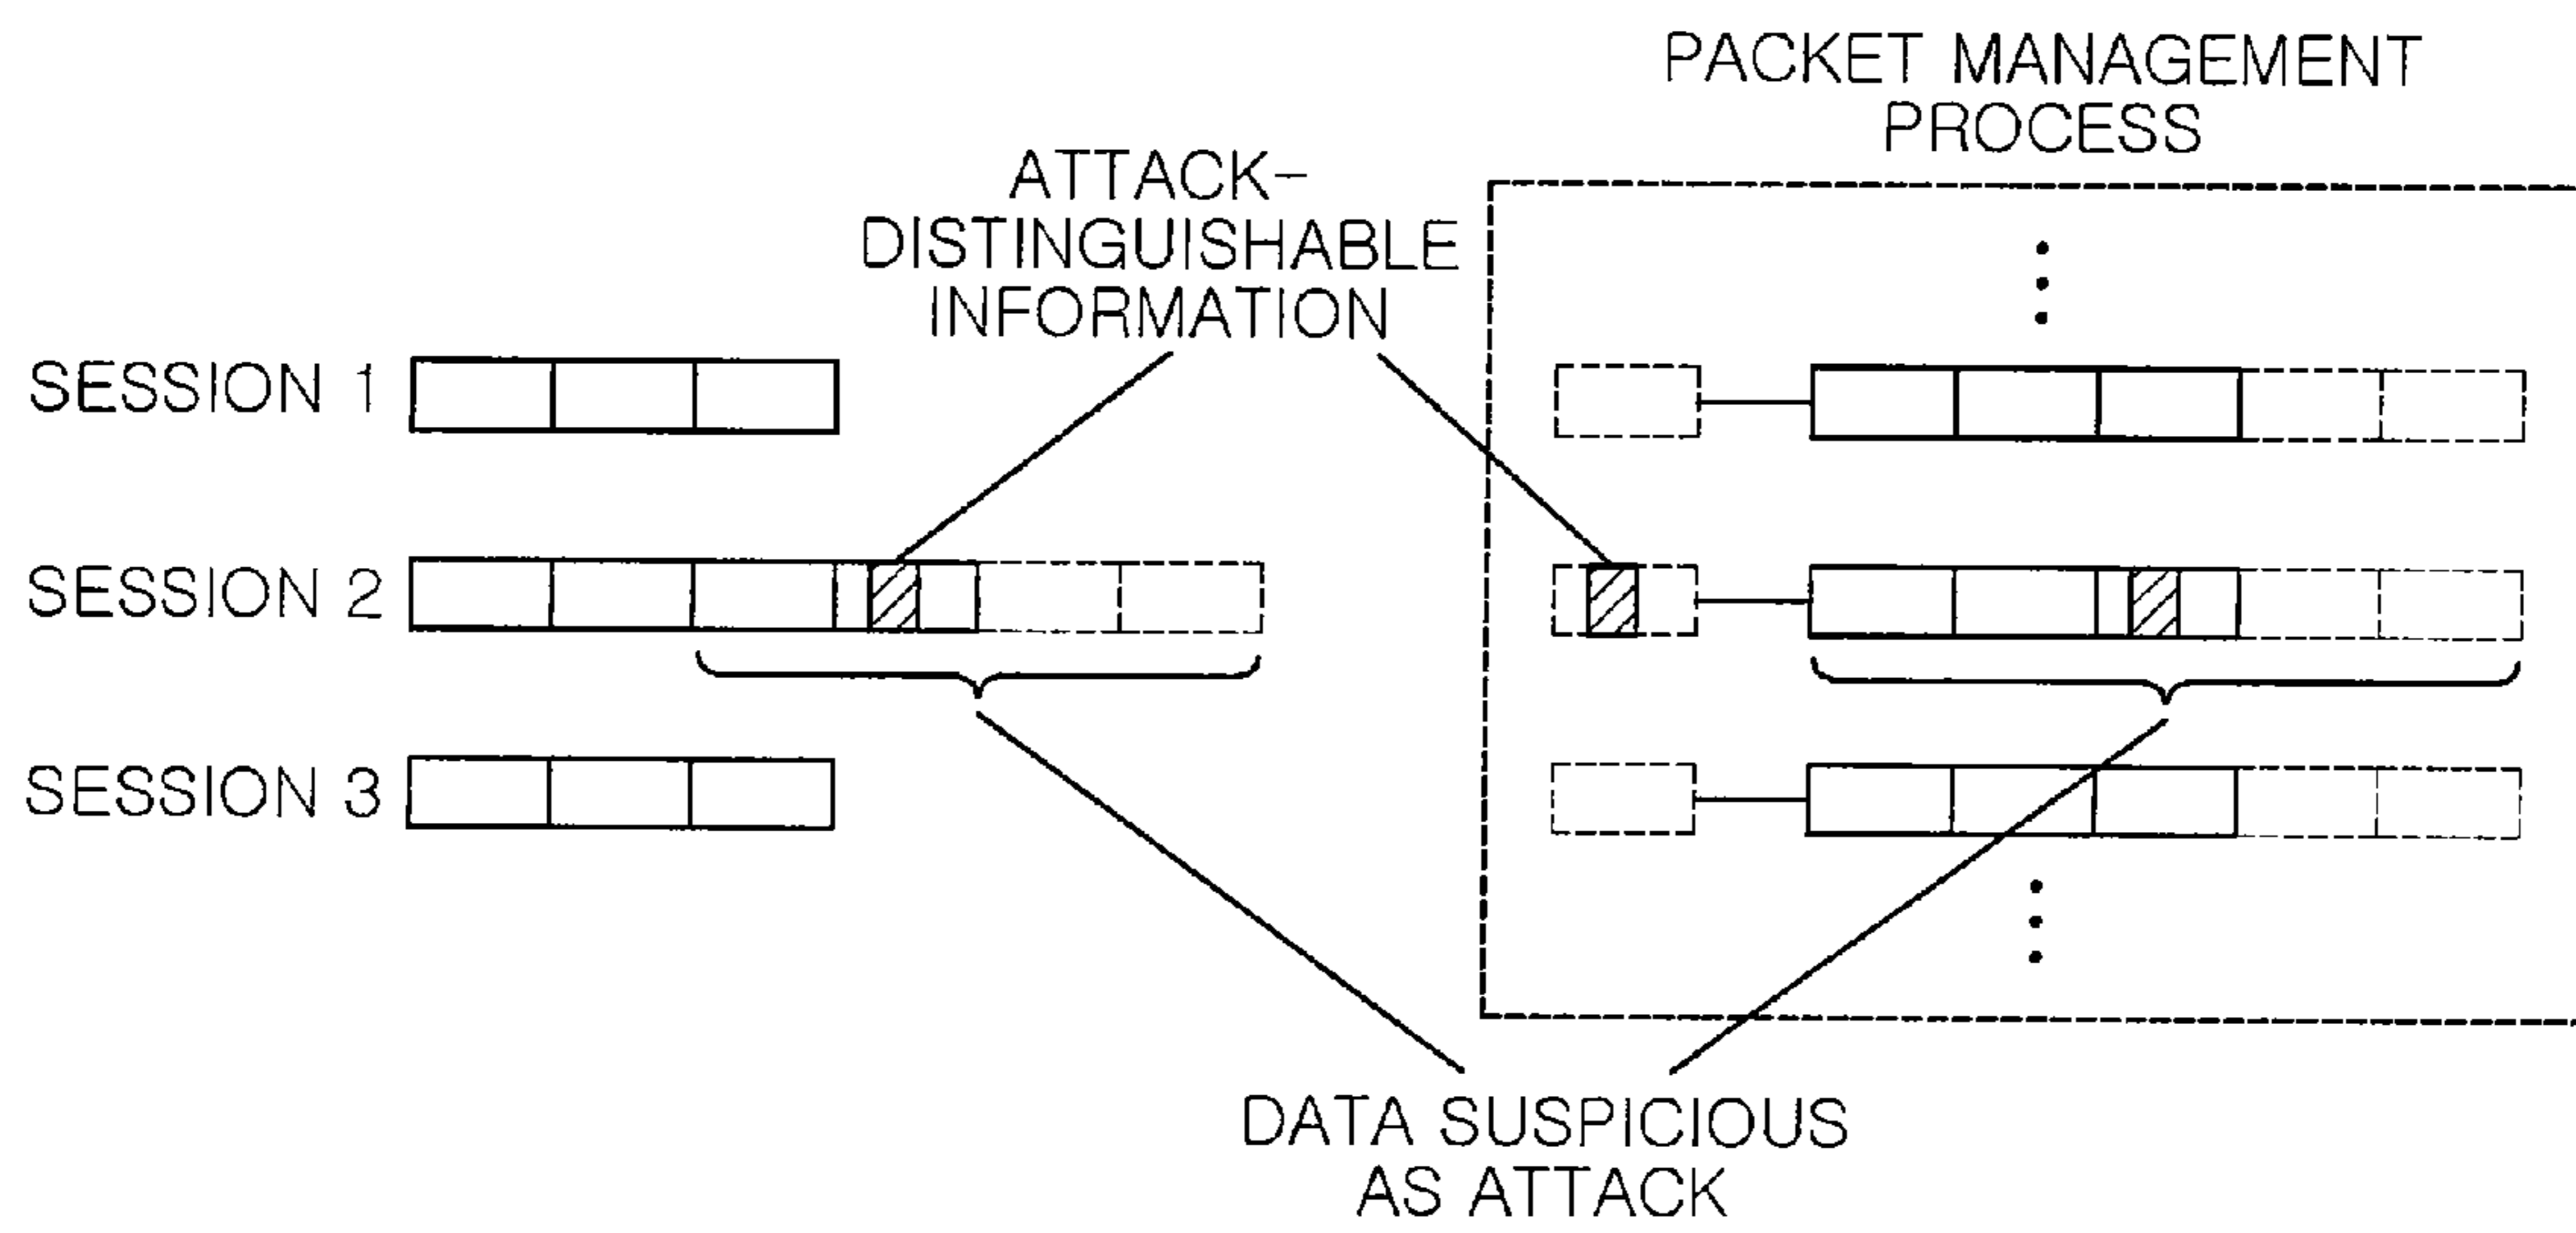 PACKET MANAGEMENT
PROCESS
ATTACK-
DISTINGUISHABLE
INFORMATION
SESSION 1
SESSION 2
SESSION 3
DATA SUSPICIOUS
AS ATTACK